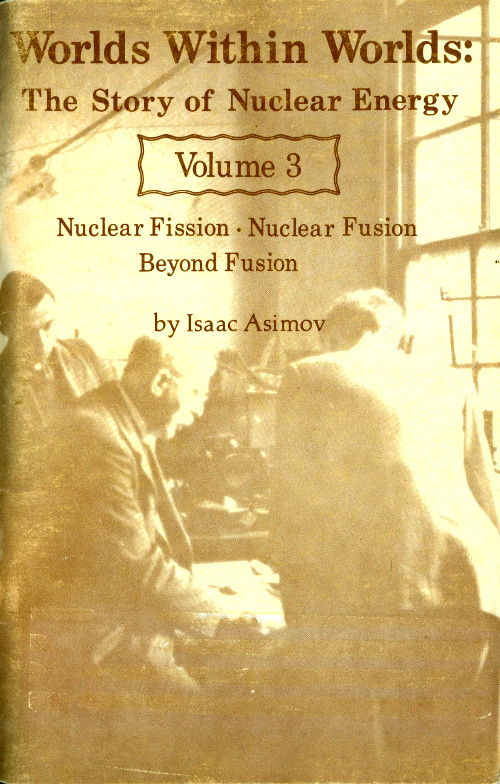 Worlds Within Worlds:
The Story of Nuclear Energy
Volume 3
Nuclear Fission · Nuclear Fusion
Beyond Fusion
by Isaac Asimov